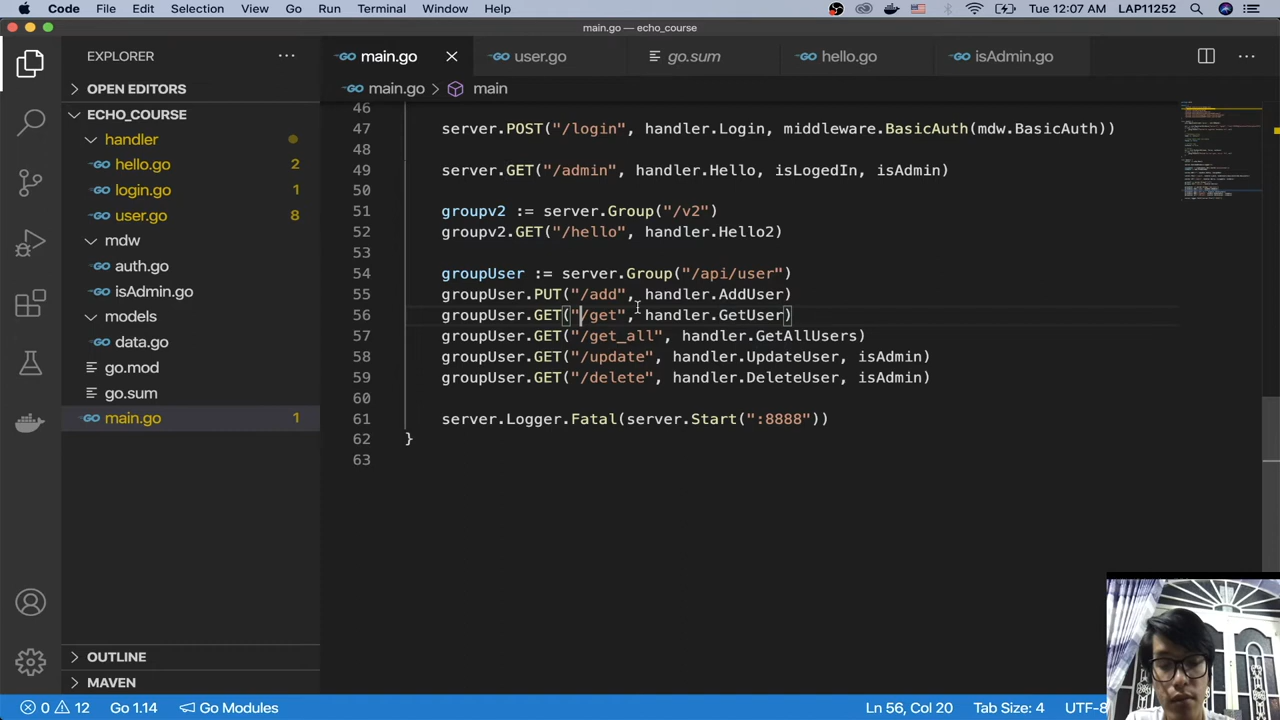 Code File Edit Selection View Go Run Terminal Window Help Tue 12:07 AM LAP11252
main.go — echo_course
EXPLORER
main.go user.go go.sum hello.go isAdmin.go
main.go main
OPEN EDITORS
ECHO_COURSE
handler
hello.go 2
login.go 1
user.go 8
mdw
auth.go
isAdmin.go
models
data.go
go.mod
go.sum
main.go 1
OUTLINE
MAVEN
46
47 server.POST("/login", handler.Login, middleware.BasicAuth(mdw.BasicAuth))
48
49 server.GET("/admin", handler.Hello, isLogedIn, isAdmin)
50
51 groupv2 := server.Group("/v2")
52 groupv2.GET("/hello", handler.Hello2)
53
54 groupUser := server.Group("/api/user")
55 groupUser.PUT("/add", handler.AddUser)
56 groupUser.GET("/get", handler.GetUser)
57 groupUser.GET("/get_all", handler.GetAllUsers)
58 groupUser.GET("/update", handler.UpdateUser, isAdmin)
59 groupUser.GET("/delete", handler.DeleteUser, isAdmin)
60
61 server.Logger.Fatal(server.Start(":8888"))
62 }
63
0 12 Go 1.14 Go Modules Ln 56, Col 20 Tab Size: 4 UTF-8